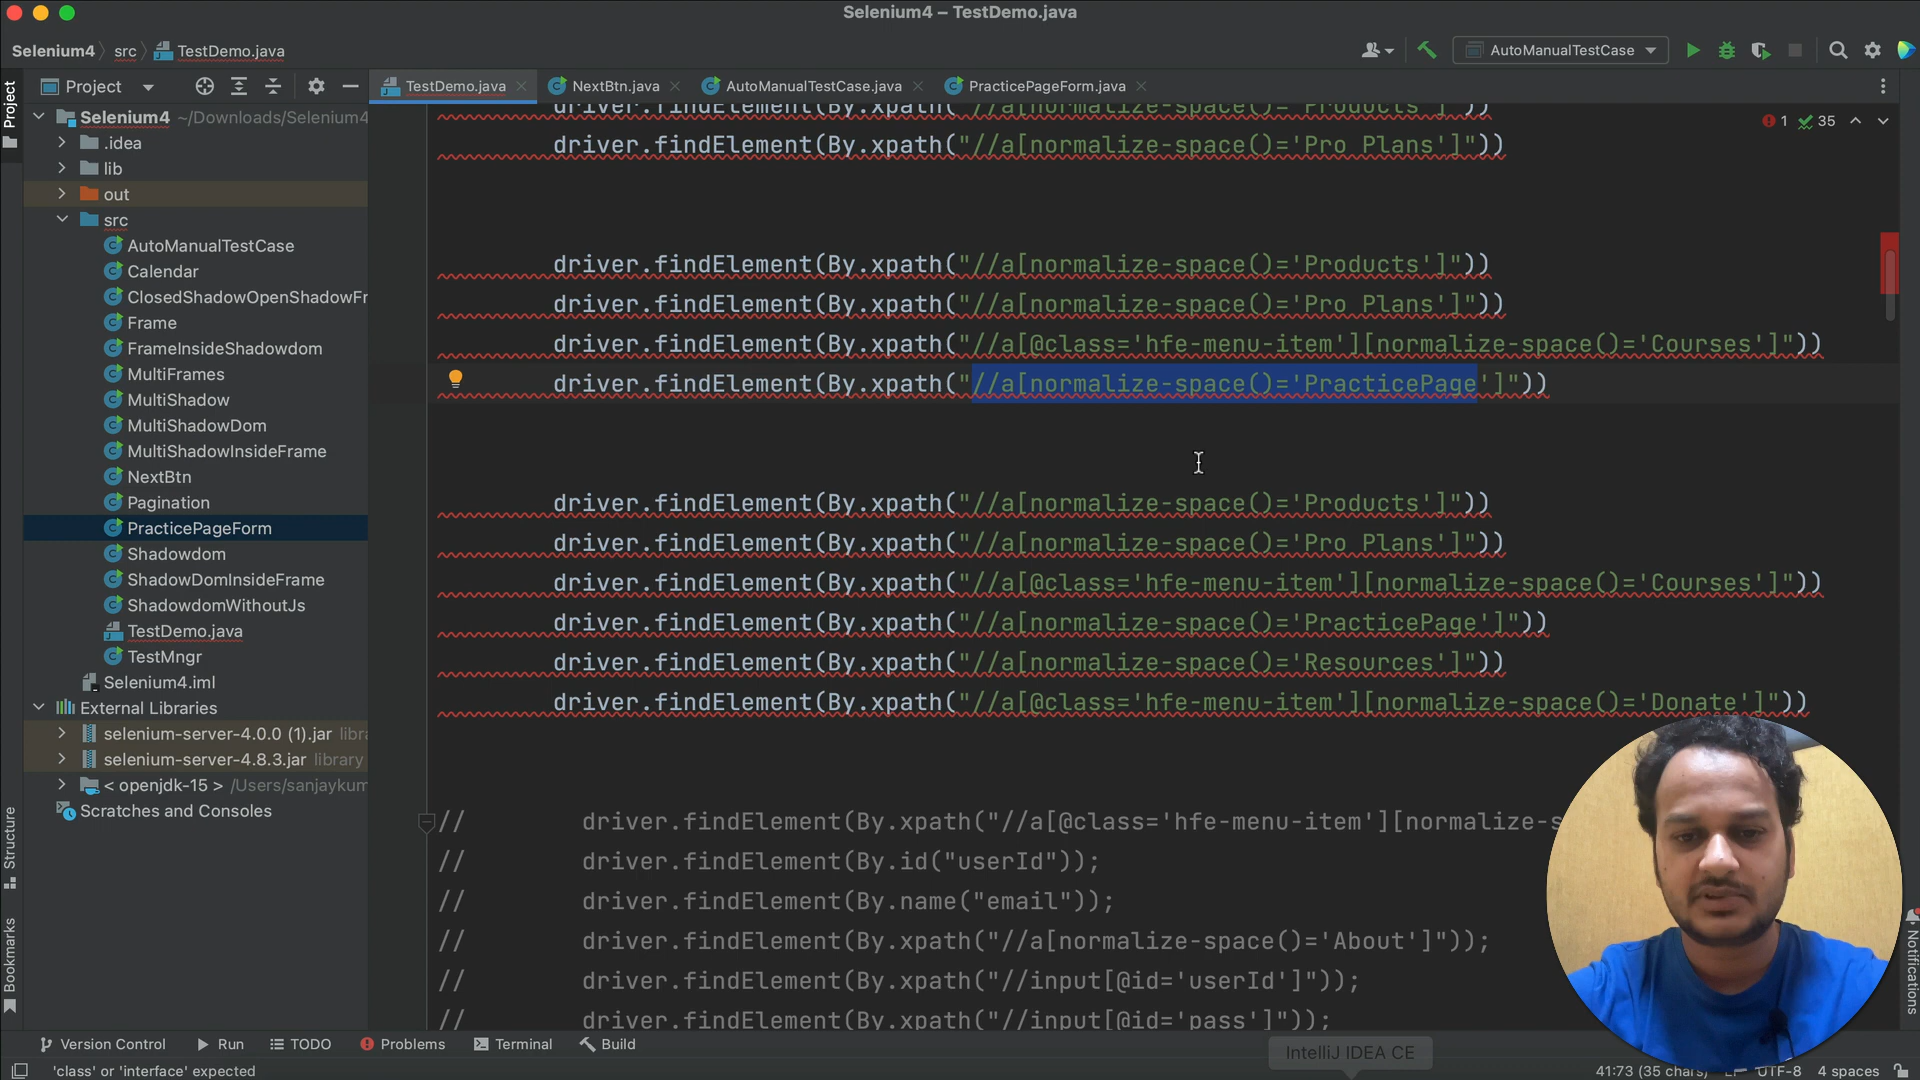 Selenium4 – TestDemo.java
Selenium4 src TestDemo.java
AutoManualTestCase
Project
TestDemo.java NextBtn.java AutoManualTestCase.java PracticePageForm.java
Project
Selenium4 ~/Downloads/Selenium4
.idea
lib
out
src
AutoManualTestCase
Calendar
ClosedShadowOpenShadowFr
Frame
FrameInsideShadowdom
MultiFrames
MultiShadow
MultiShadowDom
MultiShadowInsideFrame
NextBtn
Pagination
PracticePageForm
Shadowdom
ShadowDomInsideFrame
ShadowdomWithoutJs
TestDemo.java
TestMngr
Selenium4.iml
External Libraries
selenium-server-4.0.0 (1).jar libra
selenium-server-4.8.3.jar library
< openjdk-15 > /Users/sanjaykum
Scratches and Consoles
Structure
Bookmarks
1 35
driver.findElement(By.xpath("//a[normalize-space()='Products']"))
driver.findElement(By.xpath("//a[normalize-space()='Pro Plans']"))
driver.findElement(By.xpath("//a[normalize-space()='Products']"))
driver.findElement(By.xpath("//a[normalize-space()='Pro Plans']"))
driver.findElement(By.xpath("//a[@class='hfe-menu-item'][normalize-space()='Courses']"))
driver.findElement(By.xpath("//a[normalize-space()='PracticePage']"))
driver.findElement(By.xpath("//a[normalize-space()='Products']"))
driver.findElement(By.xpath("//a[normalize-space()='Pro Plans']"))
driver.findElement(By.xpath("//a[@class='hfe-menu-item'][normalize-space()='Courses']"))
driver.findElement(By.xpath("//a[normalize-space()='PracticePage']"))
driver.findElement(By.xpath("//a[normalize-space()='Resources']"))
driver.findElement(By.xpath("//a[@class='hfe-menu-item'][normalize-space()='Donate']"))
// driver.findElement(By.xpath("//a[@class='hfe-menu-item'][normalize-s
// driver.findElement(By.id("userId"));
// driver.findElement(By.name("email"));
// driver.findElement(By.xpath("//a[normalize-space()='About']"));
// driver.findElement(By.xpath("//input[@id='userId']"));
// driver.findElement(By.xpath("//input[@id='pass']"));
Notifications
Version Control Run TODO Problems Terminal Build
IntelliJ IDEA CE
'class' or 'interface' expected
41:73 (35 chars) UTF-8 4 spaces